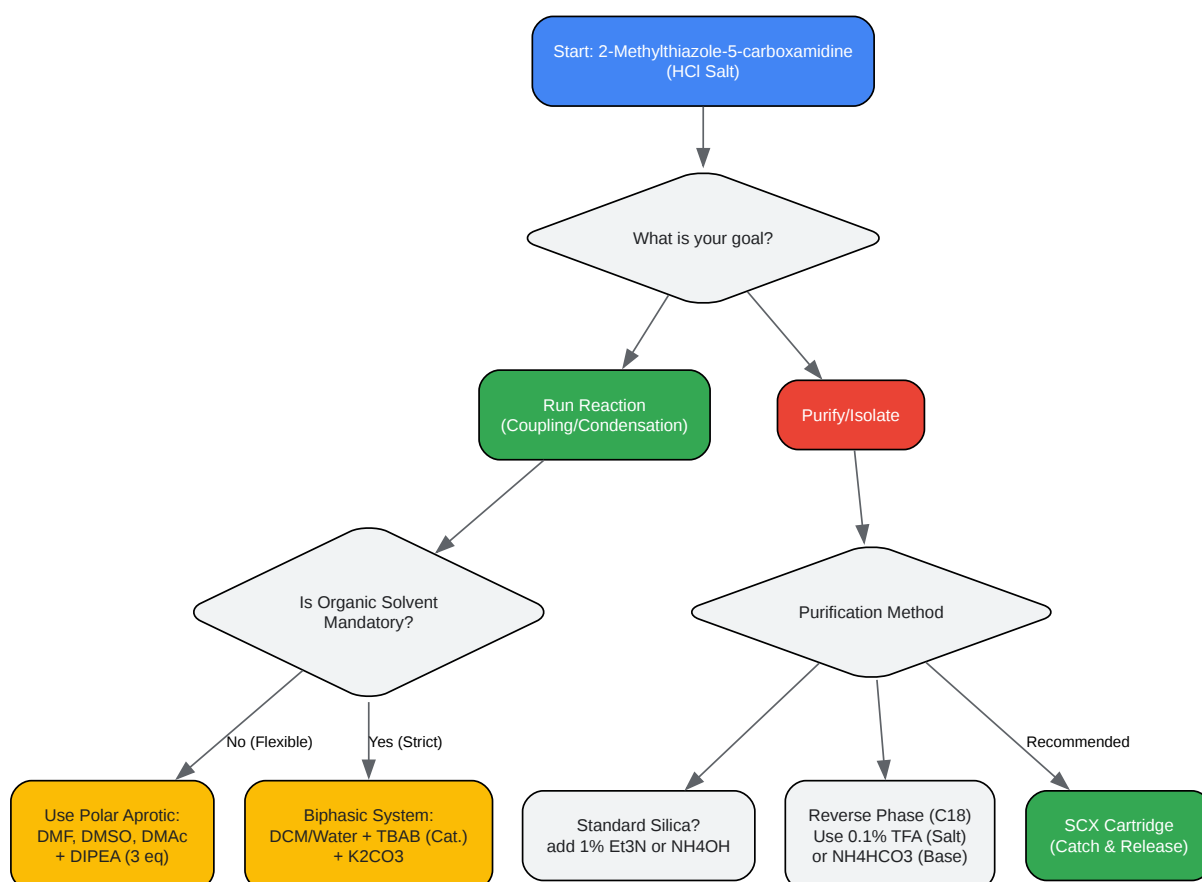 Start: 2-Methylthiazole-5-carboxamidine
(HCl Salt)
What is your goal?
Run Reaction
(Coupling/Condensation)
Purify/Isolate
Is Organic Solvent
Mandatory?
Purification Method
No (Flexible)
Yes (Strict)
Recommended
Use Polar Aprotic:
DMF, DMSO, DMAc
+ DIPEA (3 eq)
Biphasic System:
DCM/Water + TBAB (Cat.)
+ K2CO3
Standard Silica?
add 1% Et3N or NH4OH
Reverse Phase (C18)
Use 0.1% TFA (Salt)
or NH4HCO3 (Base)
SCX Cartridge
(Catch & Release)